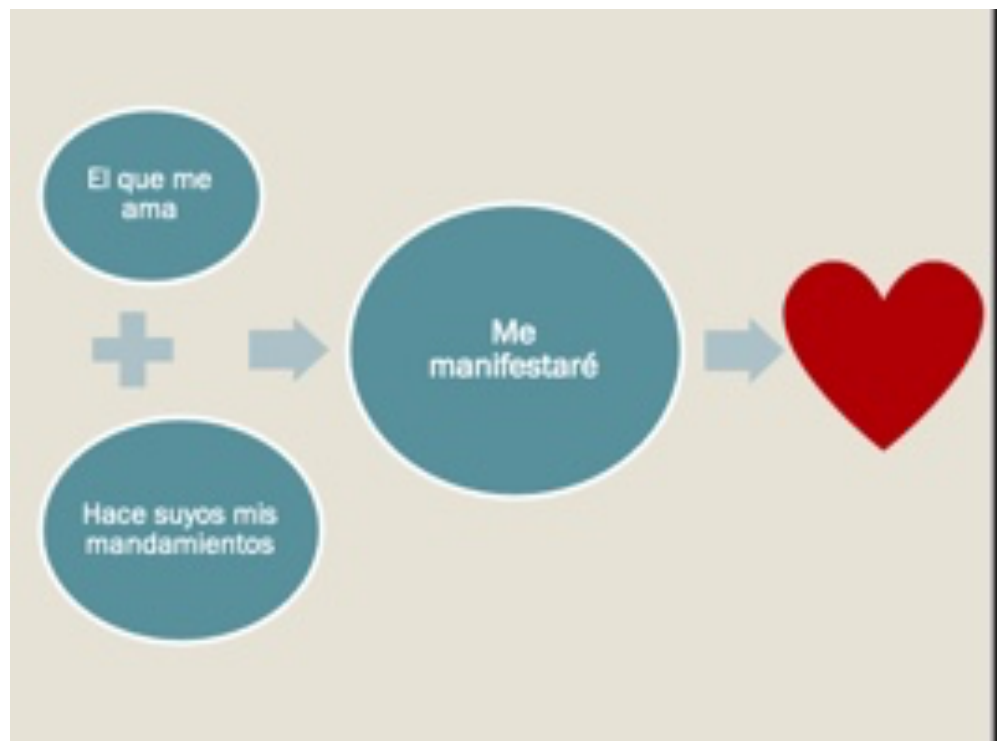 El que me
ama
Hace suyos mis
mandamientos
Me
manifestaré